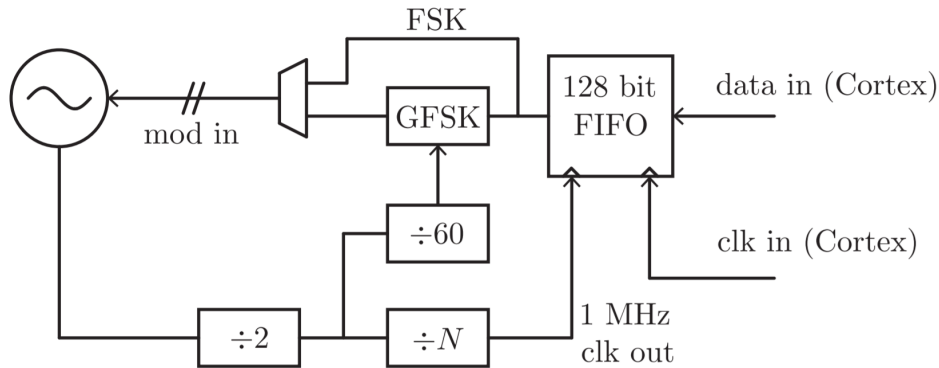 FSK
128 bit
FIFO
data in (Cortex)
GFSK
mod in
÷60
clk in (Cortex)
÷2
÷N
1 MHz
clk out